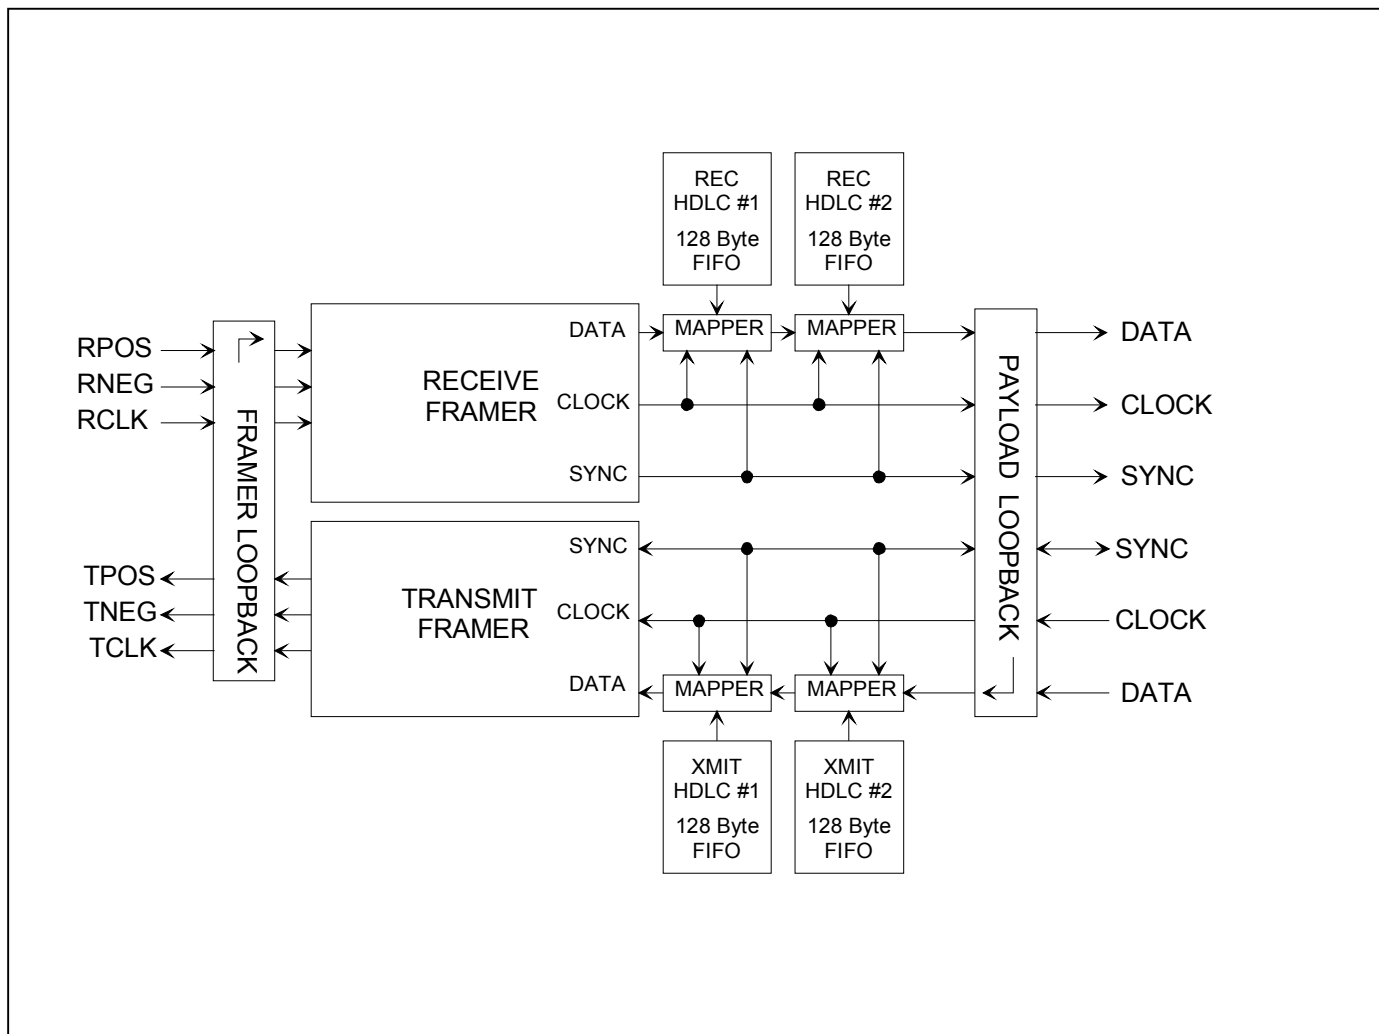 REC
HDLC #1
128 Byte
FIFO
REC
HDLC #2
128 Byte
FIFO
RPOS
RNEG
RCLK
FRAMER LOOPBACK
RECEIVE
FRAMER
DATA
CLOCK
SYNC
MAPPER
MAPPER
PAYLOAD LOOPBACK
DATA
CLOCK
SYNC
TPOS
TNEG
TCLK
TRANSMIT
FRAMER
SYNC
CLOCK
DATA
MAPPER
MAPPER
SYNC
CLOCK
DATA
XMIT
HDLC #1
128 Byte
FIFO
XMIT
HDLC #2
128 Byte
FIFO